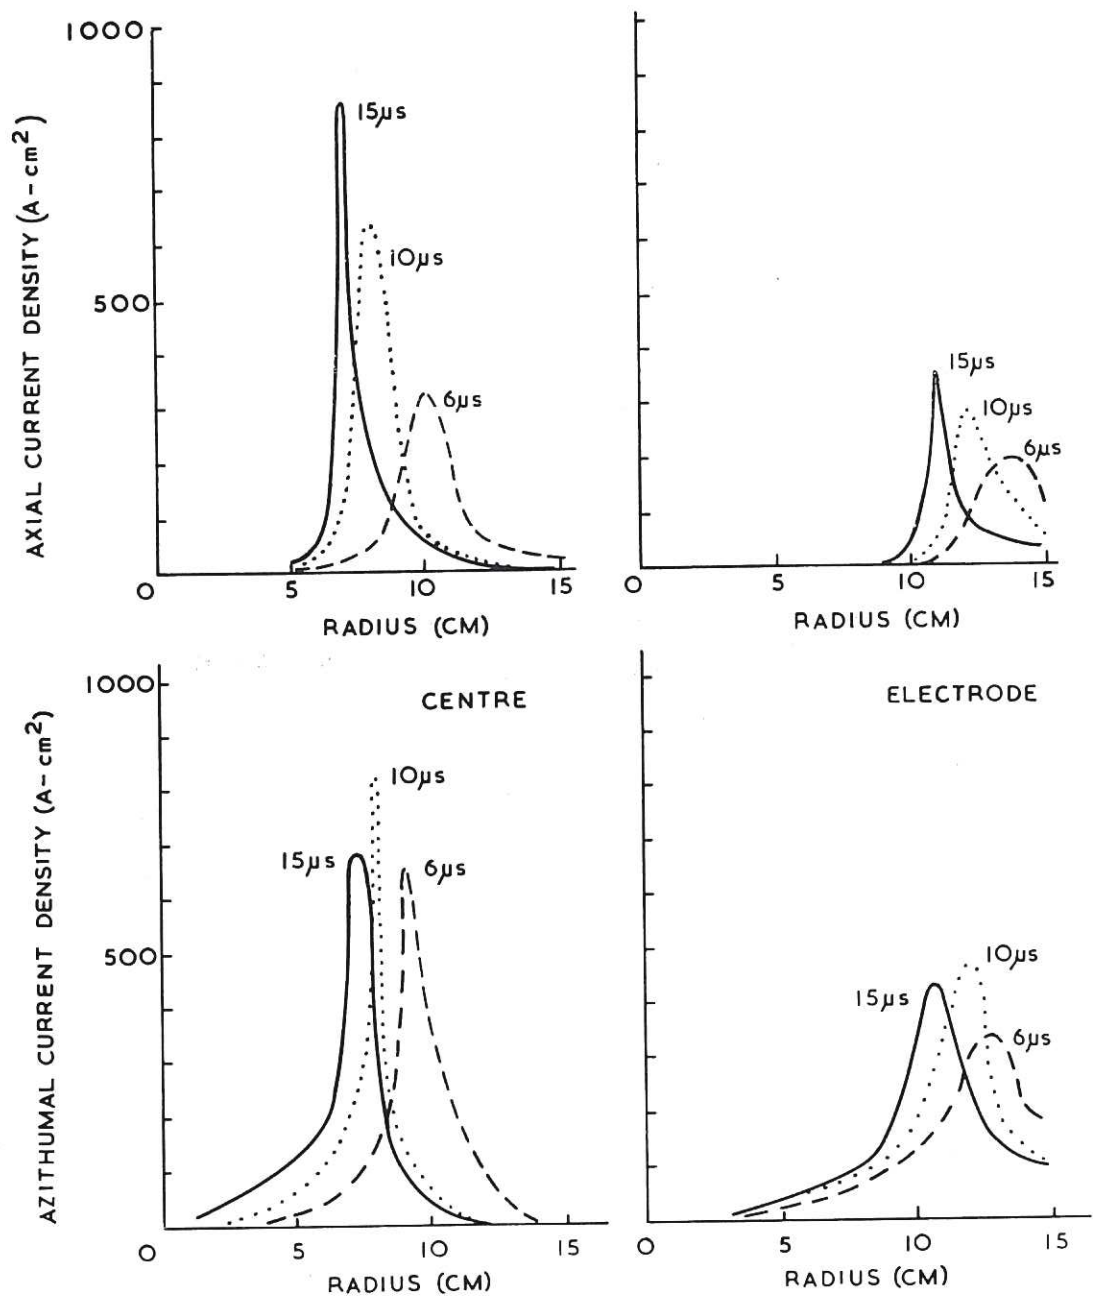 1000
500
AXIAL CURRENT DENSITY (A-cm²)
15μs
10μs
6μs
0 5 10 15
RADIUS (CM)
15μs
10μs
6μs
0 5 10 15
RADIUS (CM)
1000
500
AZITHUMAL CURRENT DENSITY (A-cm²)
CENTRE
10μs
15μs
6μs
0 5 10 15
RADIUS (CM)
ELECTRODE
10μs
15μs
6μs
0 5 10 15
RADIUS (CM)